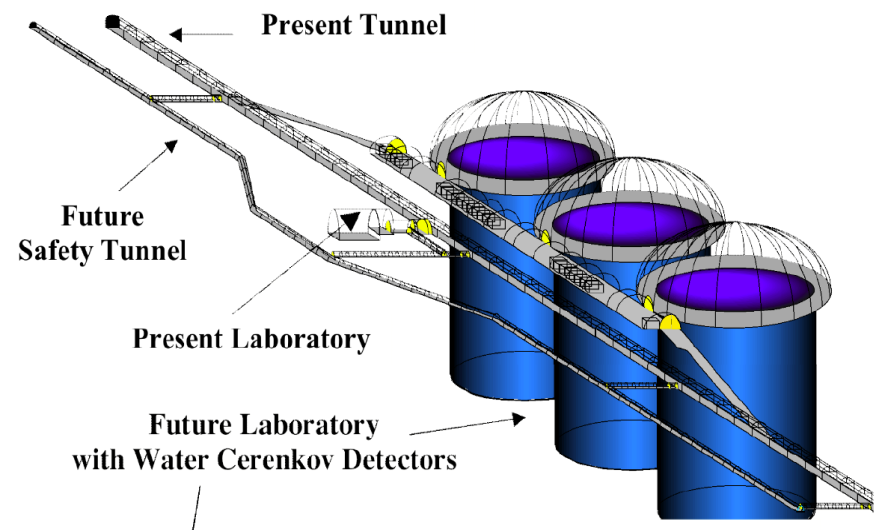 Present Tunnel
Future
Safety Tunnel
Present Laboratory
Future Laboratory
with Water Cerenkov Detectors